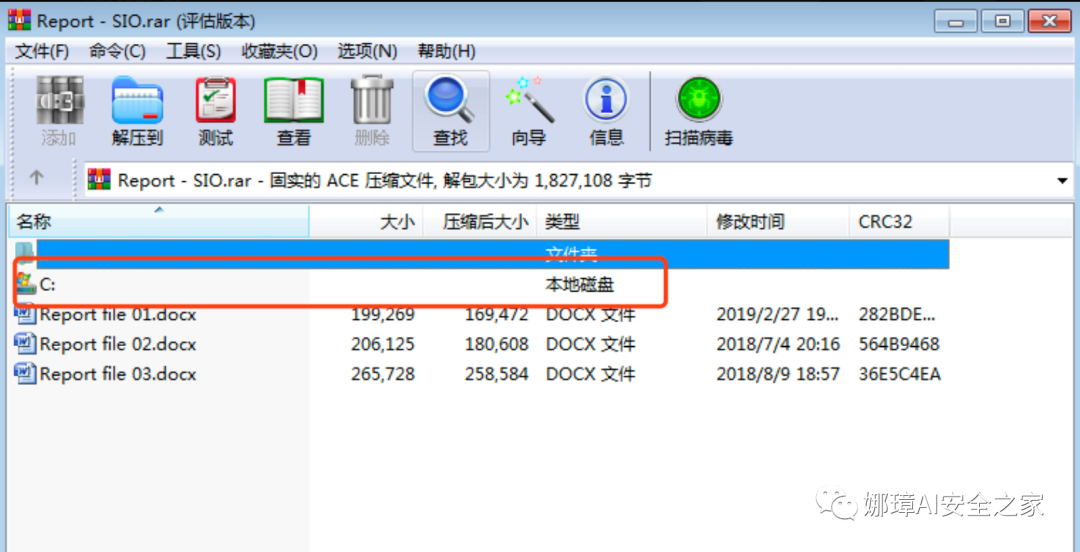 Report - SIO.rar (评估版本)
文件(F) 命令(C) 工具(S) 收藏夹(O) 选项(N) 帮助(H)
添加 解压到 测试 查看 删除 查找 向导 信息 扫描病毒
Report - SIO.rar - 固实的 ACE 压缩文件, 解包大小为 1,827,108 字节
名称 大小 压缩后大小 类型 修改时间 CRC32
文件夹
C: 本地磁盘
Report file 01.docx 199,269 169,472 DOCX 文件 2019/2/27 19... 282BDE...
Report file 02.docx 206,125 180,608 DOCX 文件 2018/7/4 20:16 564B9468
Report file 03.docx 265,728 258,584 DOCX 文件 2018/8/9 18:57 36E5C4EA
娜璋AI安全之家